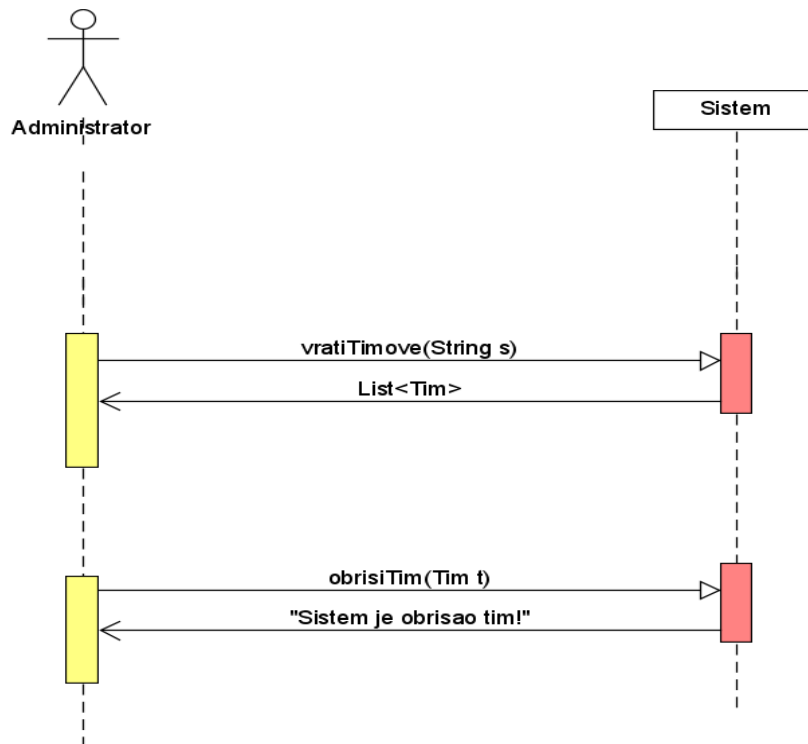 Administrator
Sistem
vratiTimove(String s)
List<Tim>
obrisiTim(Tim t)
"Sistem je obrisao tim!"